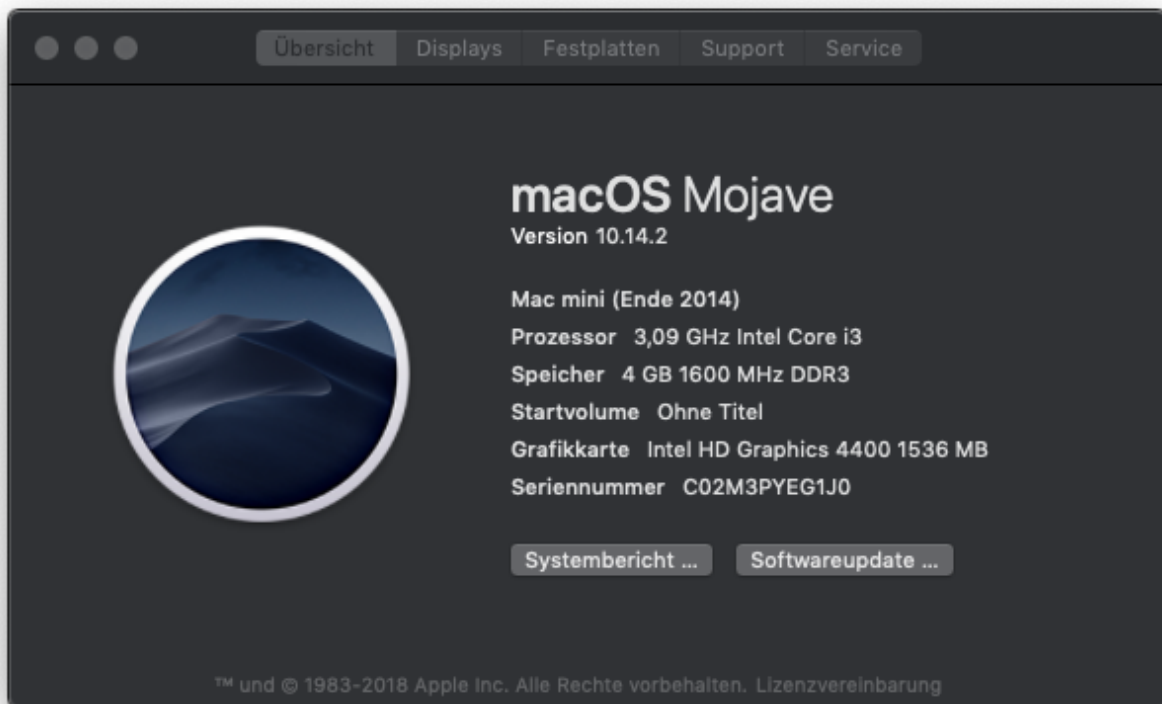 Übersicht Displays Festplatten Support Service
macOS Mojave
Version 10.14.2
Mac mini (Ende 2014)
Prozessor 3,09 GHz Intel Core i3
Speicher 4 GB 1600 MHz DDR3
Startvolume Ohne Titel
Grafikkarte Intel HD Graphics 4400 1536 MB
Seriennummer C02M3PYEG1J0
Systembericht ... Softwareupdate ...
™ und © 1983-2018 Apple Inc. Alle Rechte vorbehalten. Lizenzvereinbarung